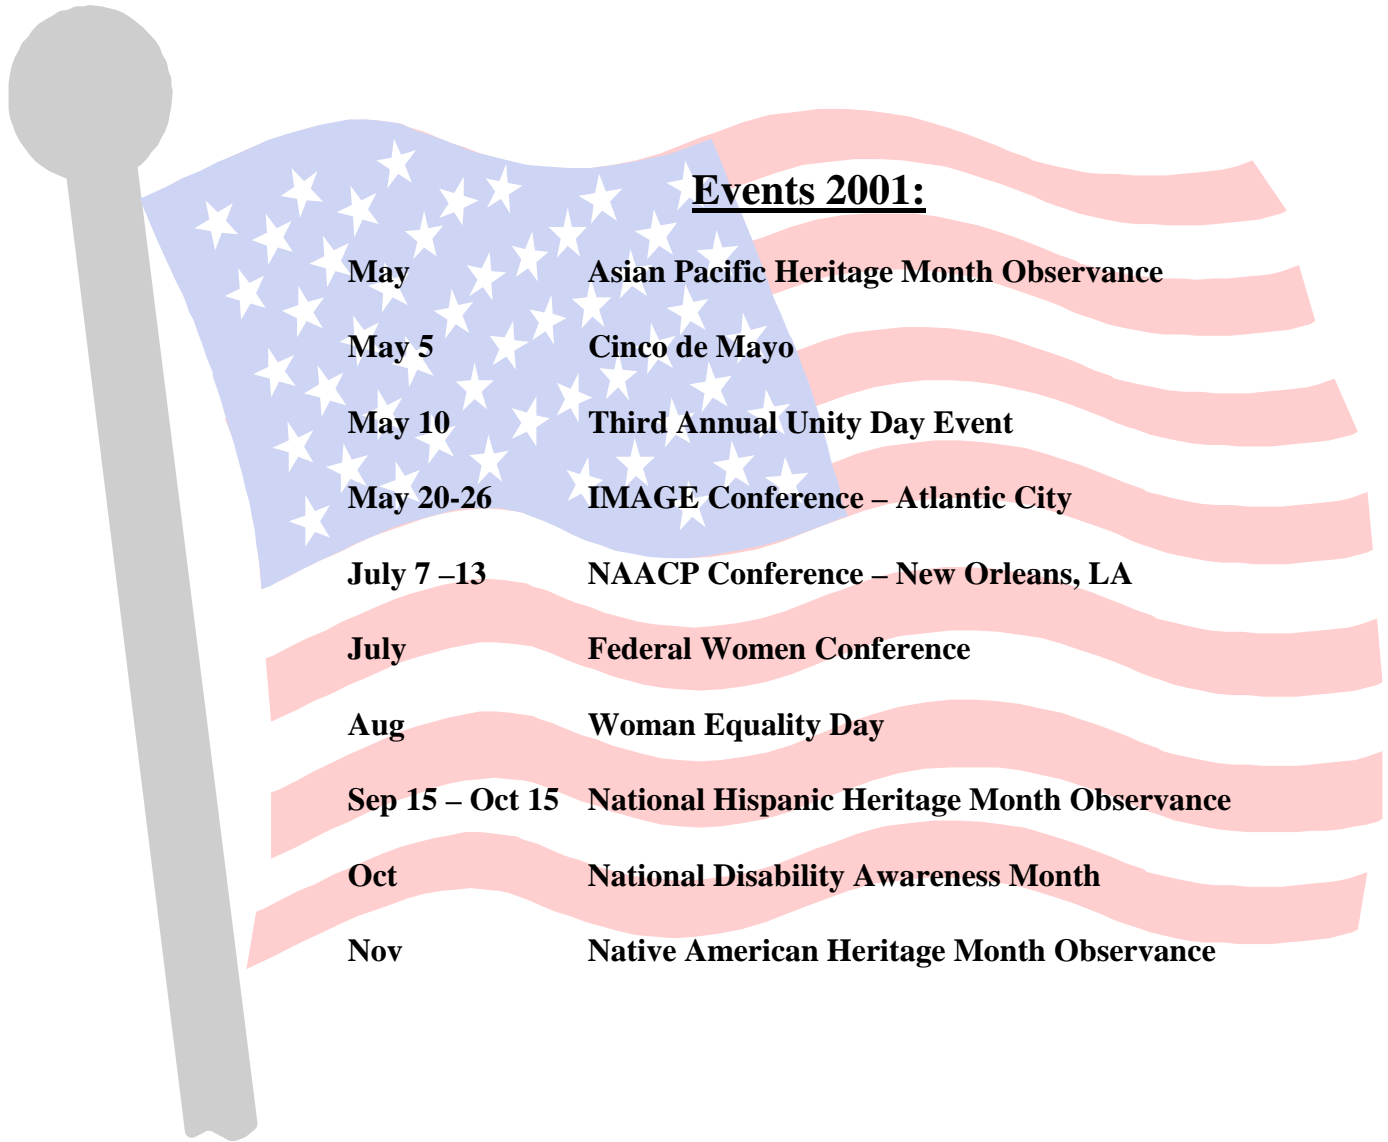 Events 2001:
May Asian Pacific Heritage Month Observance
May 5 Cinco de Mayo
May 10 Third Annual Unity Day Event
May 20-26 IMAGE Conference – Atlantic City
July 7 –13 NAACP Conference – New Orleans, LA
July Federal Women Conference
Aug Woman Equality Day
Sep 15 – Oct 15 National Hispanic Heritage Month Observance
Oct National Disability Awareness Month
Nov Native American Heritage Month Observance